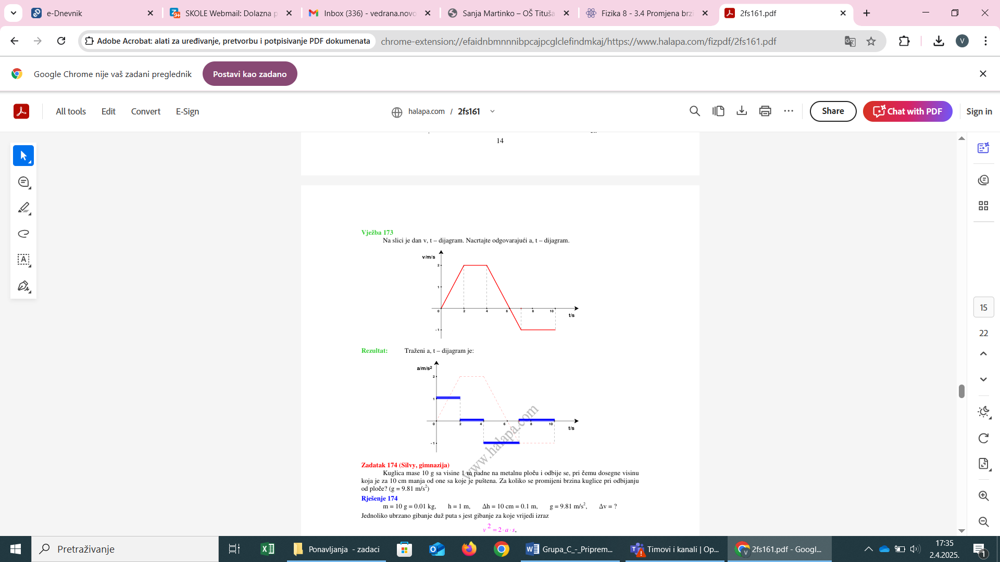 e-Dnevnik
SKOLE Webmail: Dolazna p
Inbox (336) - vedrana.novo
Sanja Martinko – OŠ Tituša
Fizika 8 - 3.4 Promjena brzi
2fs161.pdf
Adobe Acrobat: alati za uređivanje, pretvorbu i potpisivanje PDF dokumenata
chrome-extension://efaidnbmnnnibpcajpcglclefindmkaj/https://www.halapa.com/fizpdf/2fs161.pdf
V
Google Chrome nije vaš zadani preglednik
Postavi kao zadano
All tools
Edit
Convert
E-Sign
halapa.com / 2fs161
Share
Chat with PDF
Sign in
14
Vježba 173
Na slici je dan v, t – dijagram. Nacrtajte odgovarajući a, t – dijagram.
v/m/s
2
1
0 2 4 6 8 10
t/s
- 1
Rezultat: Traženi a, t – dijagram je:
a/m/s2
2
1
0 2 4 6 8 10
t/s
- 1
www.halapa.com
Zadatak 174 (Silvy, gimnazija)
Kuglica mase 10 g sa visine 1 m padne na metalnu ploču i odbije se, pri čemu dosegne visinu
koja je za 10 cm manja od one sa koje je puštena. Za koliko se promijeni brzina kuglice pri odbijanju
od ploče? (g = 9.81 m/s2)
Rješenje 174
m = 10 g = 0.01 kg, h = 1 m, Δh = 10 cm = 0.1 m, g = 9.81 m/s2, Δv = ?
Jednoliko ubrzano gibanje duž puta s jest gibanje za koje vrijedi izraz
v 2 = 2 · a · s,
15
22
Pretraživanje
Ponavljanja - zadaci
Grupa_C_-_Priprem...
Timovi i kanali | Op...
2fs161.pdf - Googl...
17:35
2.4.2025.
1